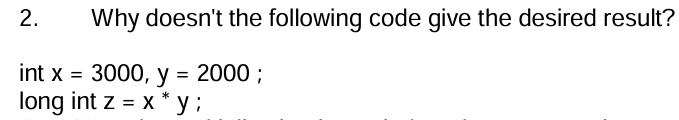 2. Why doesn't the following code give the desired result?
int x = 3000, y = 2000 ;
long int z = x * y ;